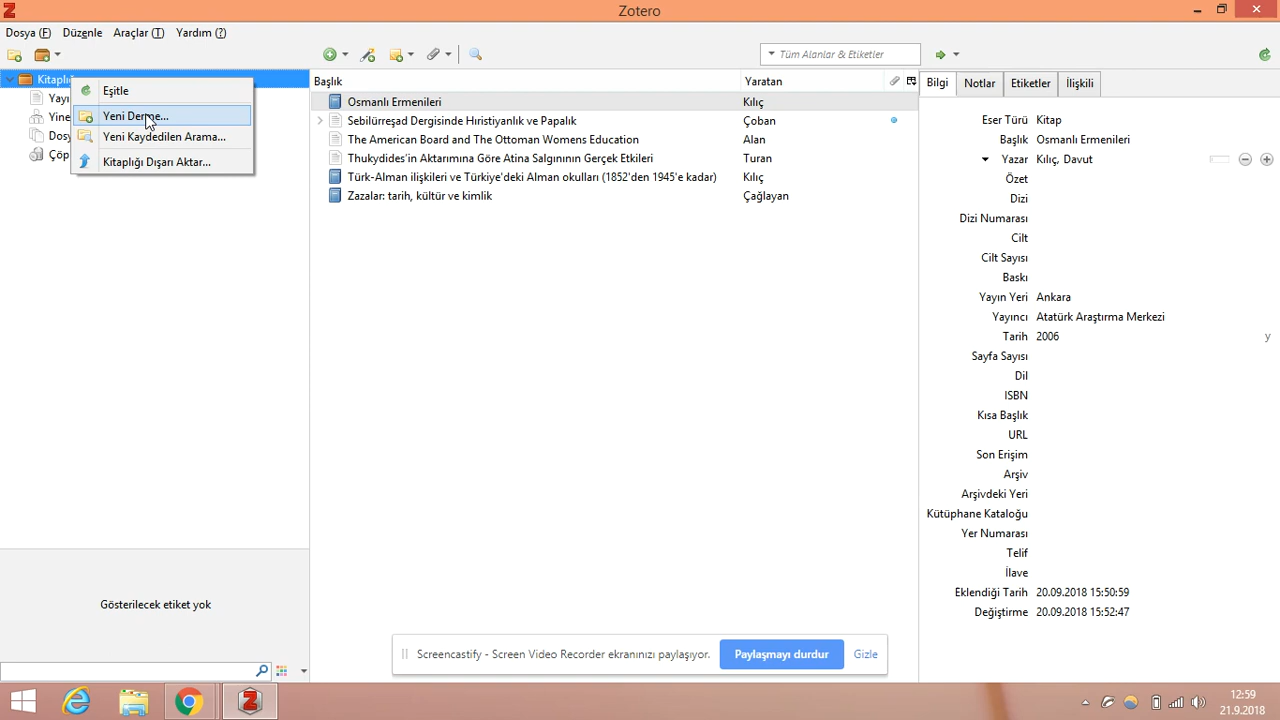 Zotero
Dosya (F) Düzenle Araçlar (T) Yardım (?)
Tüm Alanlar & Etiketler
Kitaplığ
Eşitle
Yeni Derme...
Yeni Kaydedilen Arama...
Kitaplığı Dışarı Aktar...
Yayı
Yine
Dosy
Çöp
Başlık Yaratan
Osmanlı Ermenileri Kılıç
Sebilürreşad Dergisinde Hıristiyanlık ve Papalık Çoban
The American Board and The Ottoman Womens Education Alan
Thukydides'in Aktarımına Göre Atina Salgınının Gerçek Etkileri Turan
Türk-Alman ilişkileri ve Türkiye'deki Alman okulları (1852'den 1945'e kadar) Kılıç
Zazalar: tarih, kültür ve kimlik Çağlayan
Bilgi Notlar Etiketler İlişkili
Eser Türü Kitap
Başlık Osmanlı Ermenileri
Yazar Kılıç, Davut
Özet
Dizi
Dizi Numarası
Cilt
Cilt Sayısı
Baskı
Yayın Yeri Ankara
Yayıncı Atatürk Araştırma Merkezi
Tarih 2006 y
Sayfa Sayısı
Dil
ISBN
Kısa Başlık
URL
Son Erişim
Arşiv
Arşivdeki Yeri
Kütüphane Kataloğu
Yer Numarası
Telif
İlave
Eklendiği Tarih 20.09.2018 15:50:59
Değiştirme 20.09.2018 15:52:47
Gösterilecek etiket yok
Screencastify - Screen Video Recorder ekranınızı paylaşıyor. Paylaşmayı durdur Gizle
12:59
21.9.2018